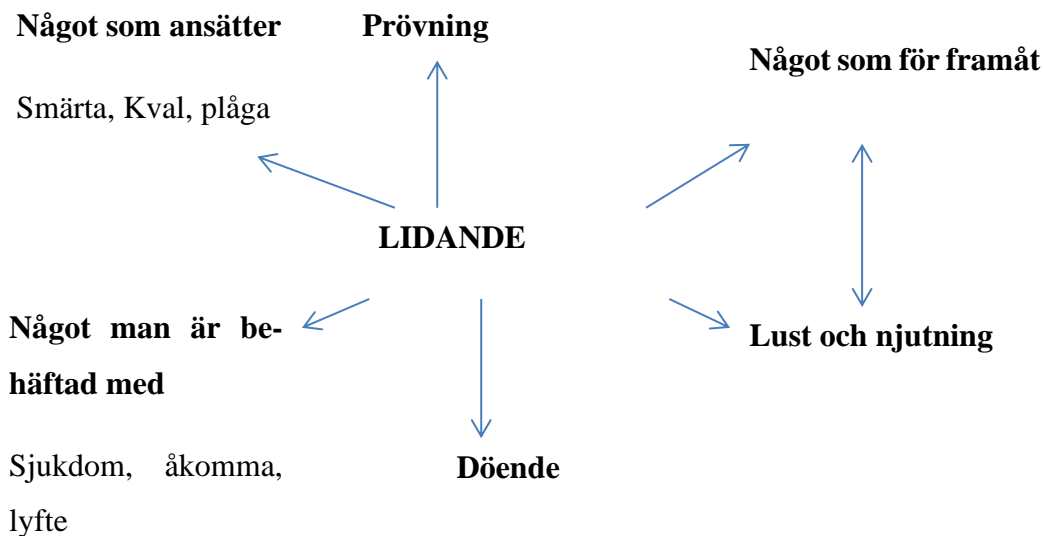 Något som ansätter
Prövning
Något som för framåt
Smärta, Kval, plåga
LIDANDE
Något man är be-
häftad med
Lust och njutning
Sjukdom, åkomma,
lyfte
Döende